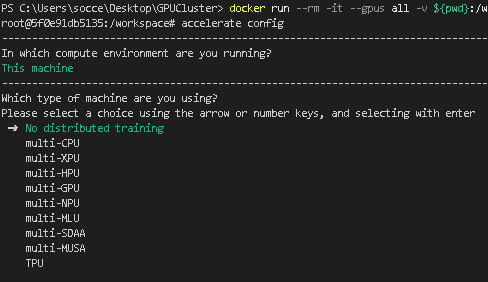 PS C:\Users\socce\Desktop\GPUCluster> docker run --rm -it --gpus all -v ${pwd}:/w
root@5f0e91db5135:/workspace# accelerate config
--------------------------------------------------------------------------------
In which compute environment are you running?
This machine
--------------------------------------------------------------------------------
Which type of machine are you using?
Please select a choice using the arrow or number keys, and selecting with enter
➔ No distributed training
multi-CPU
multi-XPU
multi-HPU
multi-GPU
multi-NPU
multi-MLU
multi-SDAA
multi-MUSA
TPU